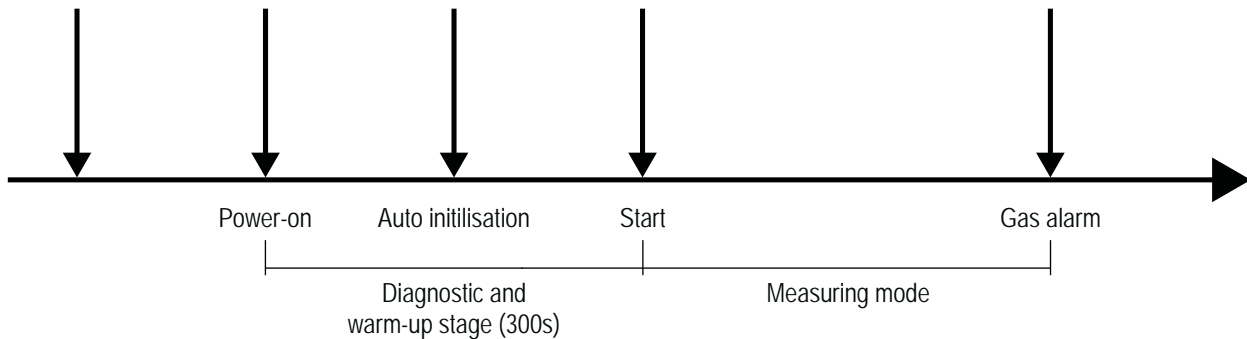 Power-on
Auto initilisation
Start
Gas alarm
Diagnostic and
warm-up stage (300s)
Measuring mode